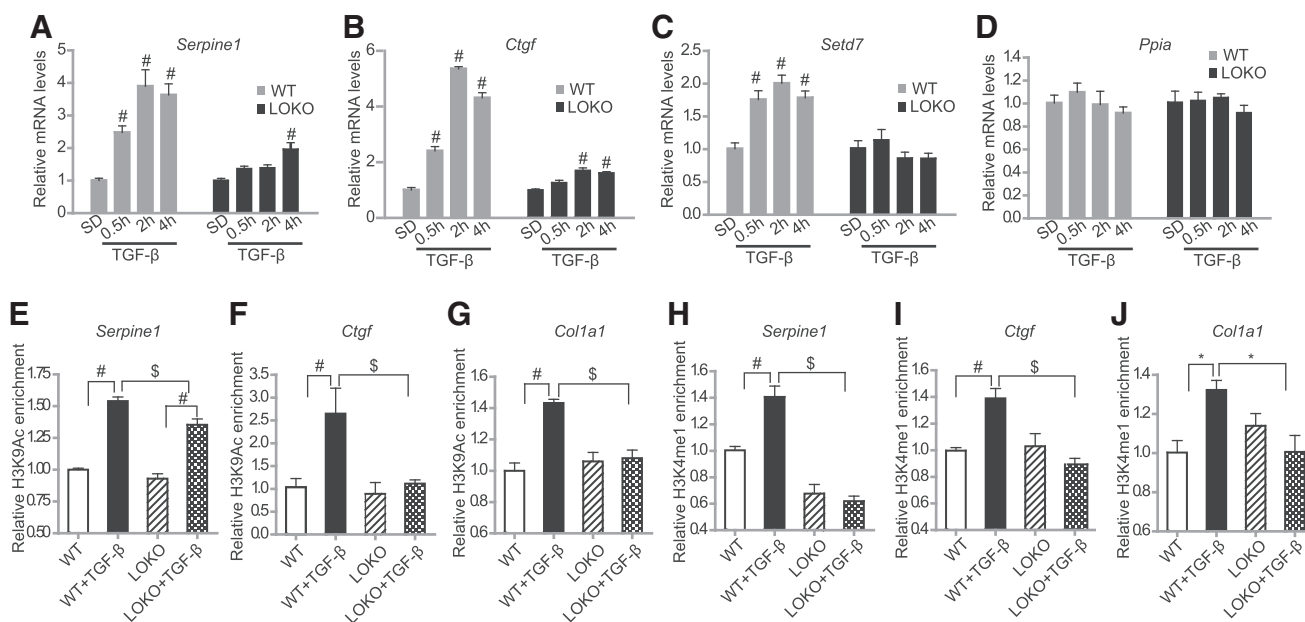 A
Serpine1
Relative mRNA levels
5
4
3
2
1
0
#
#
#
#
WT
LOKO
SD
0.5h
2h
4h
SD
0.5h
2h
4h
TGF-β
TGF-β
B
Ctgf
Relative mRNA levels
6
4
2
0
#
#
#
#
#
WT
LOKO
SD
0.5h
2h
4h
SD
0.5h
2h
4h
TGF-β
TGF-β
C
Setd7
Relative mRNA levels
2.5
2.0
1.5
1.0
0.5
0.0
#
#
#
WT
LOKO
SD
0.5h
2h
4h
SD
0.5h
2h
4h
TGF-β
TGF-β
D
Ppia
Relative mRNA levels
1.4
1.2
1.0
0.8
0.6
0.4
0.2
0.0
WT
LOKO
SD
0.5h
2h
4h
SD
0.5h
2h
4h
TGF-β
TGF-β
E
Serpine1
Relative H3K9Ac enrichment
1.75
1.50
1.25
1.00
0.75
0.50
#
$
#
WT
WT+TGF-β
LOKO
LOKO+TGF-β
F
Ctgf
Relative H3K9Ac enrichment
3.5
3.0
2.5
2.0
1.5
1.0
0.5
0.0
#
$
WT
WT+TGF-β
LOKO
LOKO+TGF-β
G
Col1a1
Relative H3K9Ac enrichment
1.6
1.4
1.2
1.0
0.8
0.6
#
$
WT
WT+TGF-β
LOKO
LOKO+TGF-β
H
Serpine1
Relative H3K4me1 enrichment
1.6
1.4
1.2
1.0
0.8
0.6
0.4
#
$
WT
WT+TGF-β
LOKO
LOKO+TGF-β
I
Ctgf
Relative H3K4me1 enrichment
1.6
1.4
1.2
1.0
0.8
0.6
0.4
#
$
WT
WT+TGF-β
LOKO
LOKO+TGF-β
J
Col1a1
Relative H3K4me1 enrichment
1.4
1.2
1.0
0.8
0.6
*
*
WT
WT+TGF-β
LOKO
LOKO+TGF-β